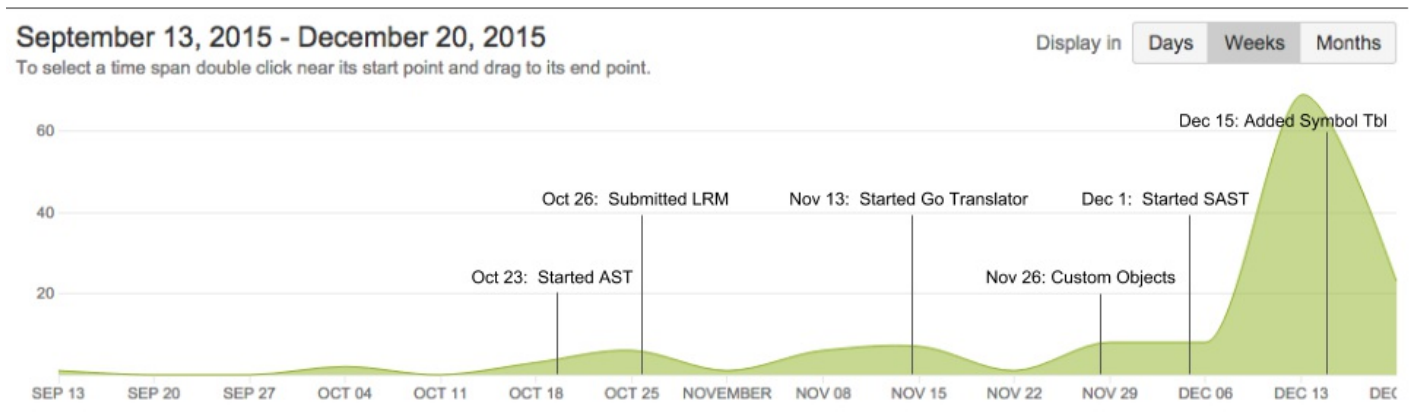 September 13, 2015 - December 20, 2015
Display in Days Weeks Months
To select a time span double click near its start point and drag to its end point.
60
Dec 15: Added Symbol Tbl
40
Oct 26: Submitted LRM
Nov 13: Started Go Translator
Dec 1: Started SAST
20
Oct 23: Started AST
Nov 26: Custom Objects
SEP 13 SEP 20 SEP 27 OCT 04 OCT 11 OCT 18 OCT 25 NOVEMBER NOV 08 NOV 15 NOV 22 NOV 29 DEC 06 DEC 13 DEC